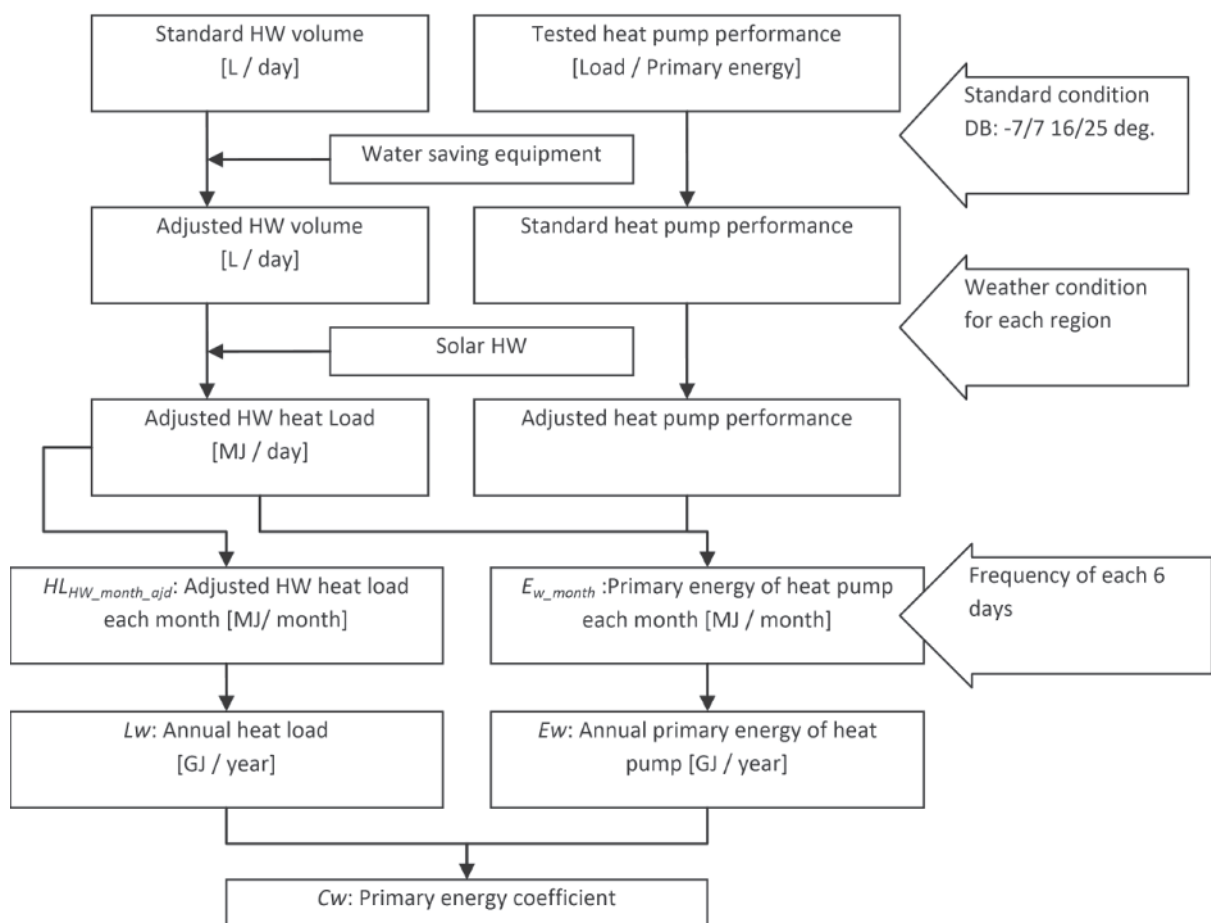 Standard HW volume
[L / day]
Tested heat pump performance
[Load / Primary energy]
Standard condition
DB: -7/7 16/25 deg.
Water saving equipment
Adjusted HW volume
[L / day]
Standard heat pump performance
Weather condition
for each region
Solar HW
Adjusted HW heat Load
[MJ / day]
Adjusted heat pump performance
HL_HW_month_ajd: Adjusted HW heat load
each month [MJ/ month]
E_w_month :Primary energy of heat pump
each month [MJ / month]
Frequency of each 6
days
Lw: Annual heat load
[GJ / year]
Ew: Annual primary energy of heat
pump [GJ / year]
Cw: Primary energy coefficient